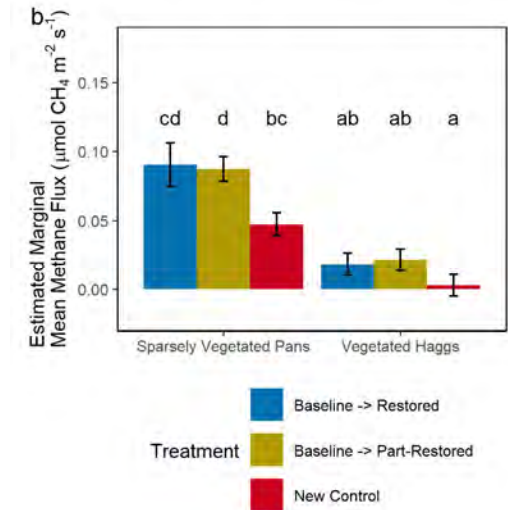 b
Estimated Marginal
Mean Methane Flux (μmol CH₄ m⁻² s⁻¹)
0.15
0.10
0.05
0.00
cd d bc ab ab a
Sparsely Vegetated Pans Vegetated Haggs
Treatment
Baseline -> Restored
Baseline -> Part-Restored
New Control